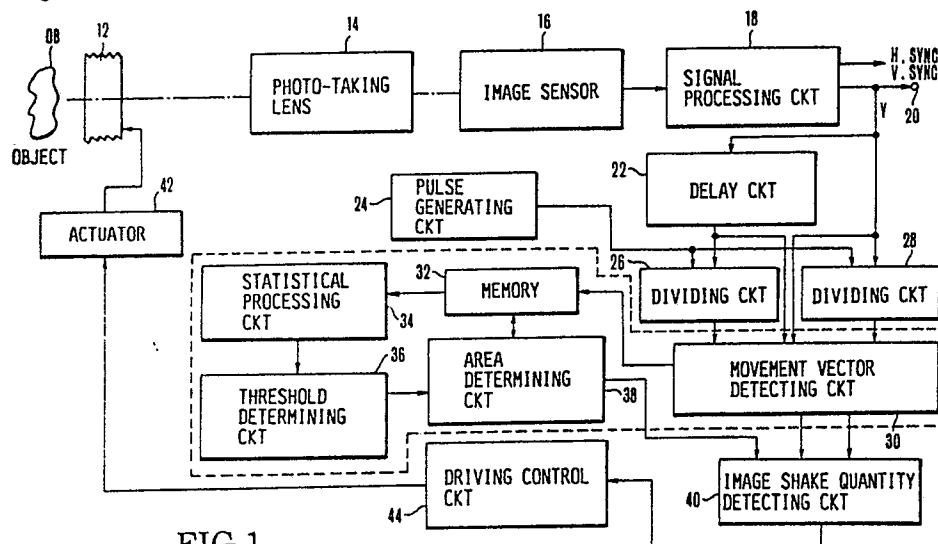 OB
12
14
16
18
PHOTO-TAKING
LENS
IMAGE SENSOR
SIGNAL
PROCESSING CKT
H.SYNC
V.SYNC
20
Y
OBJECT
42
ACTUATOR
24
PULSE
GENERATING
CKT
22
DELAY CKT
26
DIVIDING CKT
28
DIVIDING CKT
STATISTICAL
PROCESSING
CKT
34
32
MEMORY
36
THRESHOLD
DETERMINING
CKT
AREA
DETERMINING
CKT
38
MOVEMENT VECTOR
DETECTING CKT
30
DRIVING CONTROL
CKT
44
40
IMAGE SHAKE QUANTITY
DETECTING CKT
FIG.1